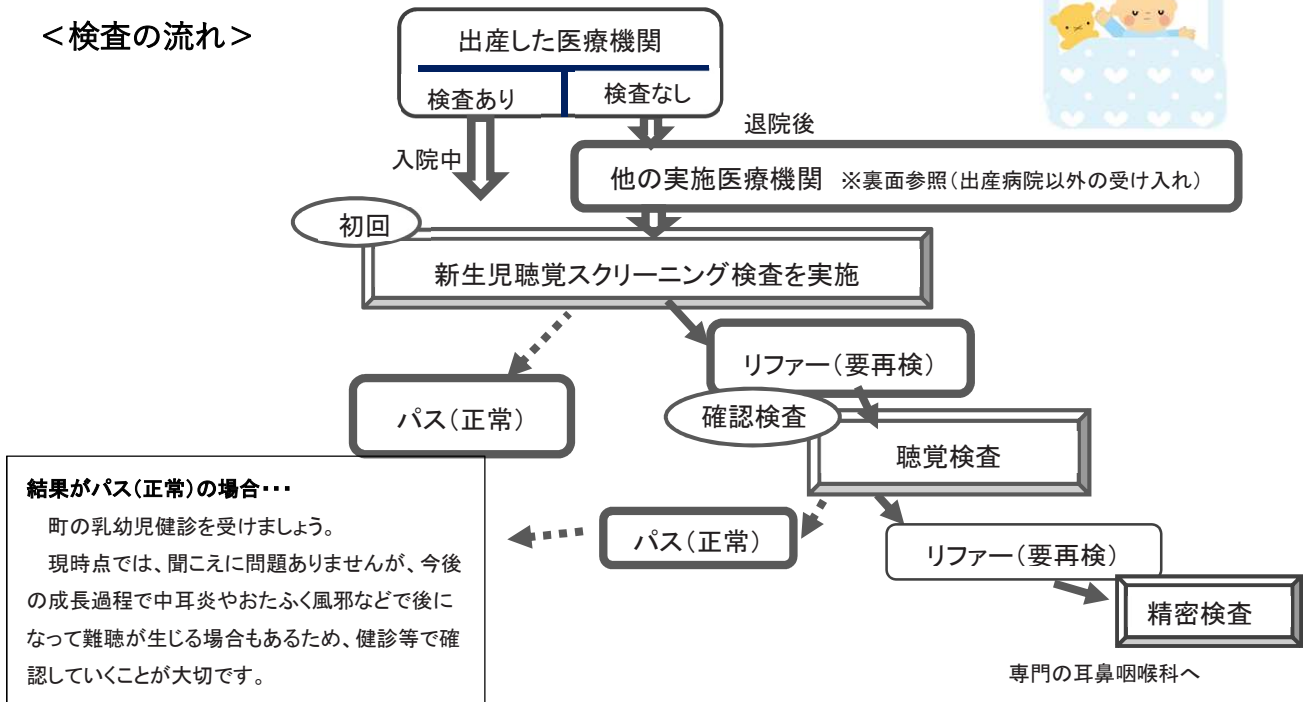 ＜検査の流れ＞
出産した医療機関
検査あり
検査なし
入院中
退院後
他の実施医療機関 ※裏面参照（出産病院以外の受け入れ）
初回
新生児聴覚スクリーニング検査を実施
リファー（要再検）
パス（正常）
確認検査
聴覚検査
結果がパス（正常）の場合・・・
町の乳幼児健診を受けましょう。
現時点では、聞こえに問題ありませんが、今後
の成長過程で中耳炎やおたふく風邪などで後に
なって難聴が生じる場合もあるため、健診等で確
認していくことが大切です。
パス（正常）
リファー（要再検）
精密検査
専門の耳鼻咽喉科へ